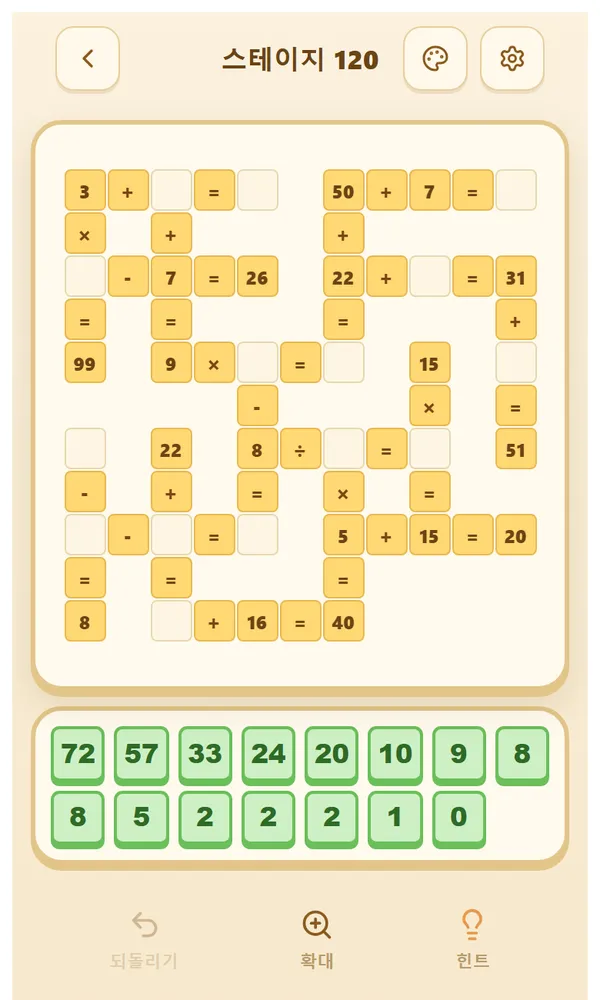 스테이지 120
3 + = 50 + 7 =
× + +
- 7 = 26 22 + = 31
= = = +
99 9 × = 15
- × =
22 8 ÷ = 51
- + = × =
- = 5 + 15 = 20
= = =
8 + 16 = 40
72 57 33 24 20 10 9 8
8 5 2 2 2 1 0
되돌리기 확대 힌트